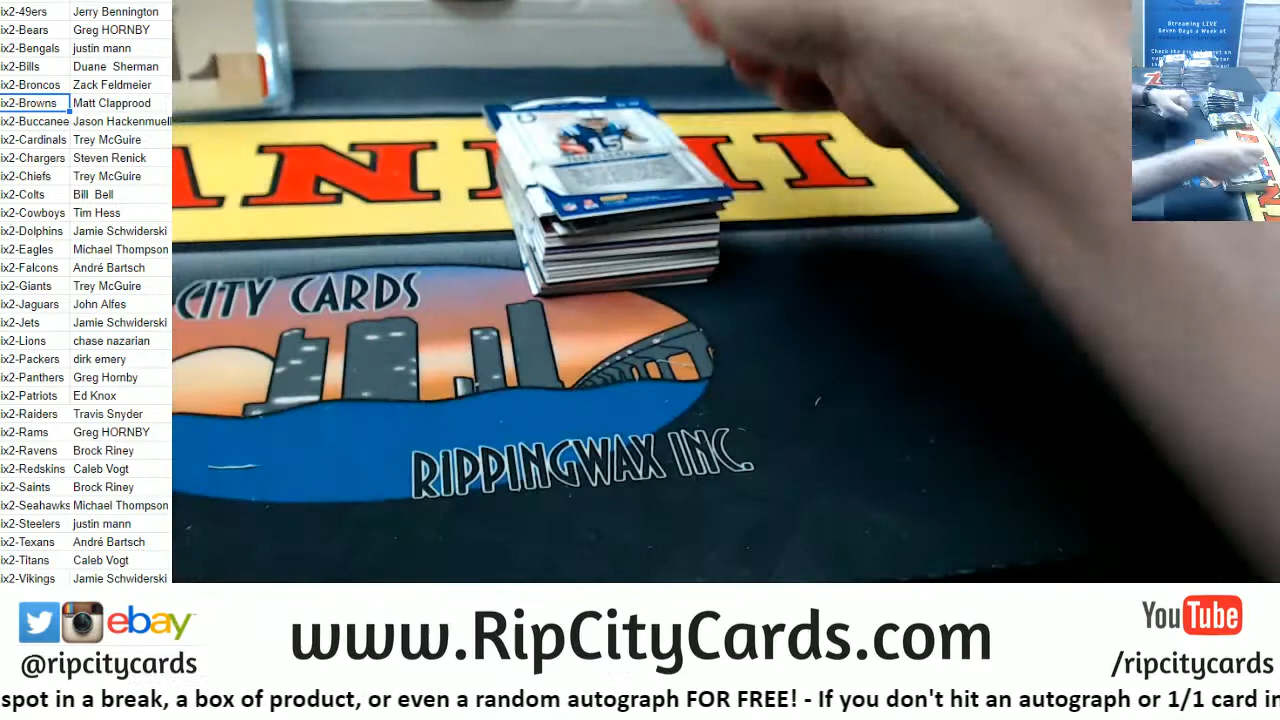 ix2-49ers Jerry Bennington
ix2-Bears Greg HORNBY
ix2-Bengals justin mann
ix2-Bills Duane Sherman
ix2-Broncos Zack Feldmeier
ix2-Browns Matt Clapprood
ix2-Buccanee Jason Hackenmuell
ix2-Cardinals Trey McGuire
ix2-Chargers Steven Renick
ix2-Chiefs Trey McGuire
ix2-Colts Bill Bell
ix2-Cowboys Tim Hess
ix2-Dolphins Jamie Schwiderski
ix2-Eagles Michael Thompson
ix2-Falcons André Bartsch
ix2-Giants Trey McGuire
ix2-Jaguars John Alfes
ix2-Jets Jamie Schwiderski
ix2-Lions chase nazarian
ix2-Packers dirk emery
ix2-Panthers Greg Hornby
ix2-Patriots Ed Knox
ix2-Raiders Travis Snyder
ix2-Rams Greg HORNBY
ix2-Ravens Brock Riney
ix2-Redskins Caleb Vogt
ix2-Saints Brock Riney
ix2-Seahawks Michael Thompson
ix2-Steelers justin mann
ix2-Texans André Bartsch
ix2-Titans Caleb Vogt
ix2-Vikings Jamie Schwiderski
Streaming LIVE
Seven Days a Week at
15
CITY CARDS
RIPPINGWAX INC.
ebay
@ripcitycards
www.RipCityCards.com
YouTube
/ripcitycards
spot in a break, a box of product, or even a random autograph FOR FREE! - If you don't hit an autograph or 1/1 card in